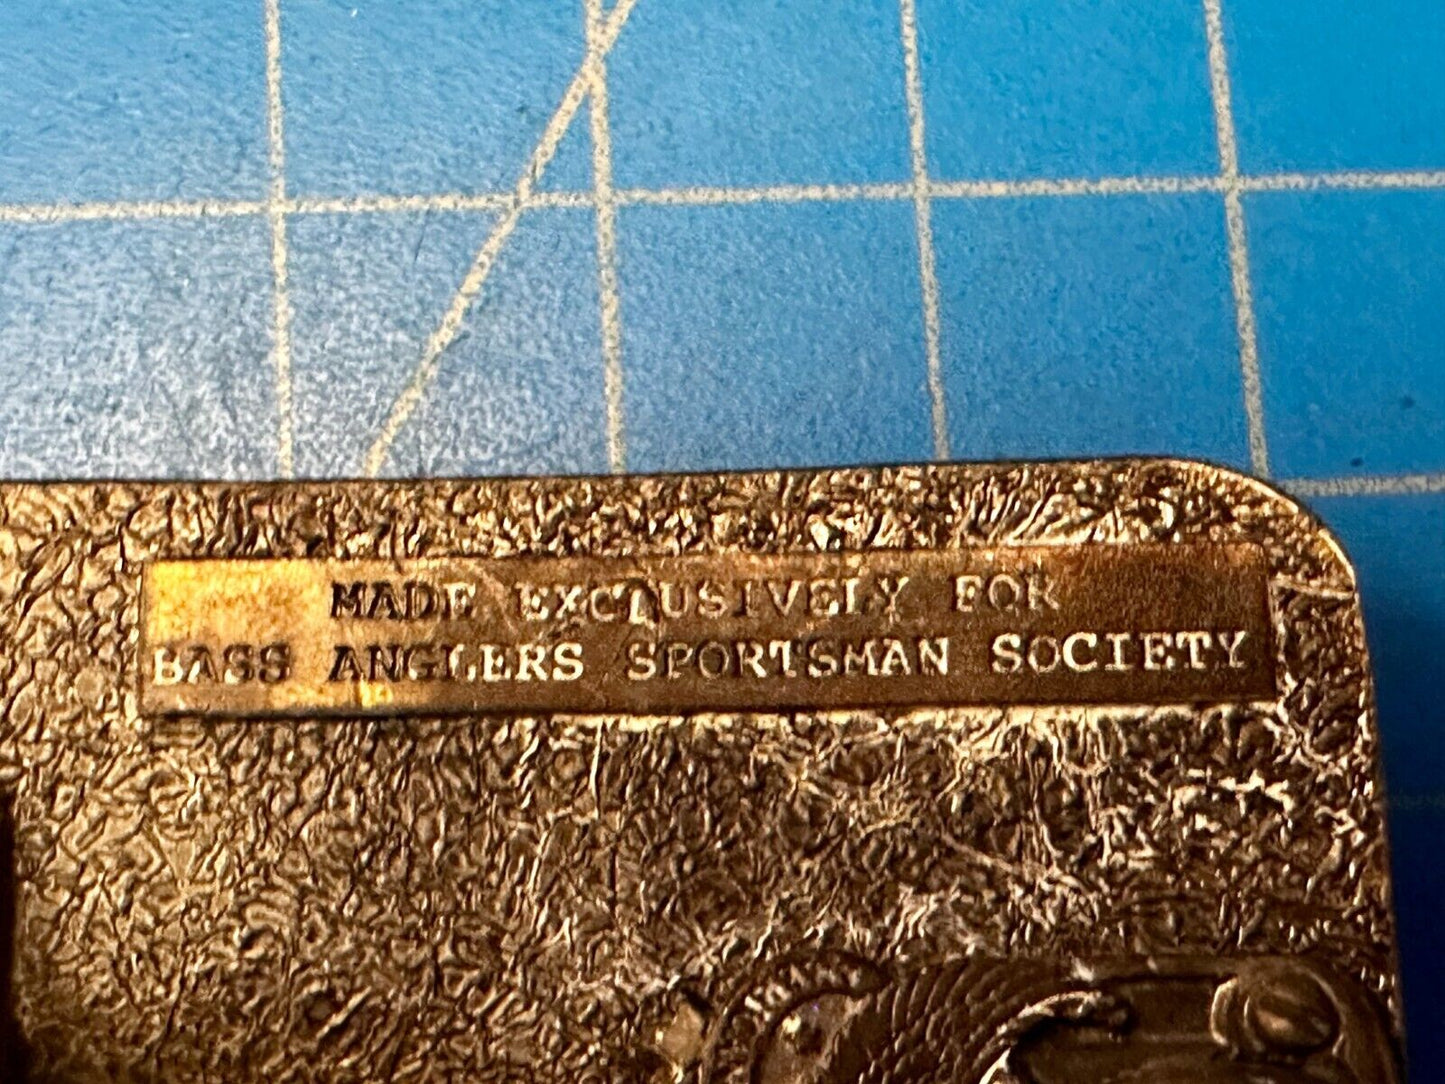 MADE EXCLUSIVELY FOR
BASS ANGLERS SPORTSMAN SOCIETY